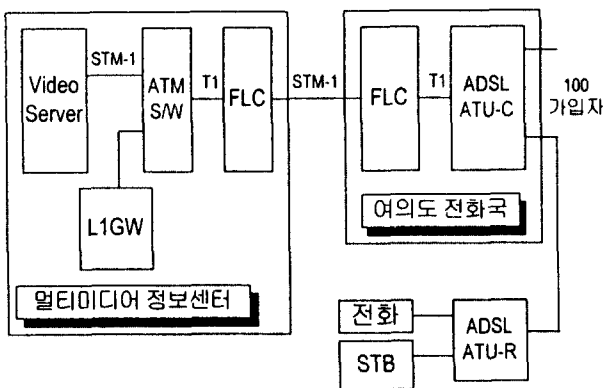 Video
Server
STM-1
ATM
S/W
T1
FLC
STM-1
L1GW
멀티미디어 정보센터
FLC
T1
ADSL
ATU-C
100
가입자
여의도 전화국
전화
STB
ADSL
ATU-R